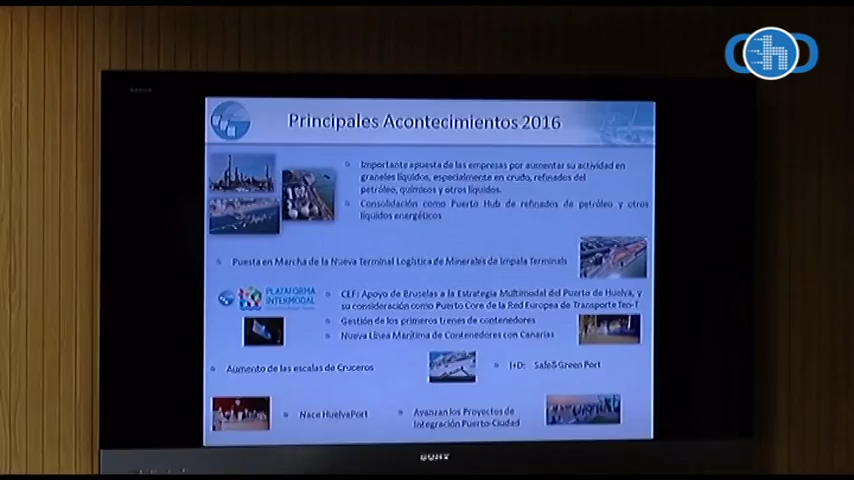 Principales Acontecimientos 2016
Importante apuesta de las empresas por aumentar su actividad en
graneles líquidos, especialmente en crudo, refinados del
petróleo, químicos y otros líquidos.
Consolidación como Puerto Hub de refinados de petróleo y otros
líquidos energéticos
Puesta en Marcha de la Nueva Terminal Logística de Minerales de Impala Terminals
PLATAFORMA
INTERMODAL
CEF: Apoyo de Bruselas a la Estrategia Multimodal del Puerto de Huelva, y
su consideración como Puerto Core de la Red Europea de Transporte Ten-T
Gestión de los primeros trenes de contenedores
Nueva Línea Marítima de Contenedores con Canarias
Aumento de las escalas de Cruceros
I+D: Safe&Green Port
Nace HuelvaPort
Avanzan los Proyectos de
Integración Puerto-Ciudad
SONY